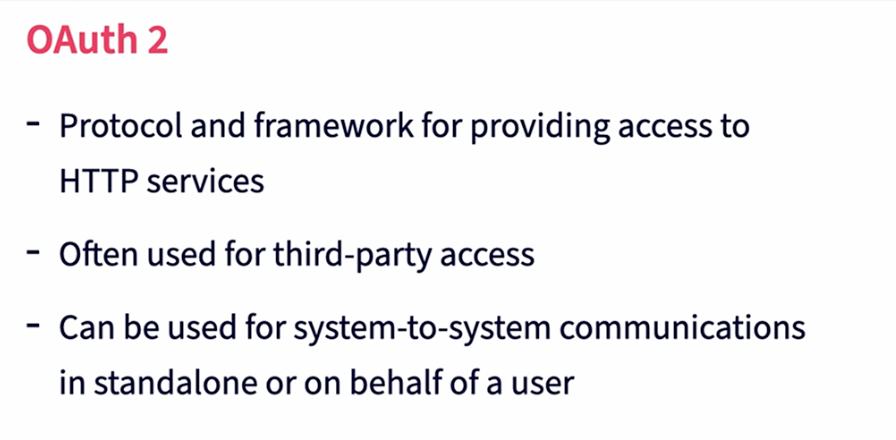 OAuth 2
- Protocol and framework for providing access to
HTTP services
- Often used for third-party access
- Can be used for system-to-system communications
in standalone or on behalf of a user